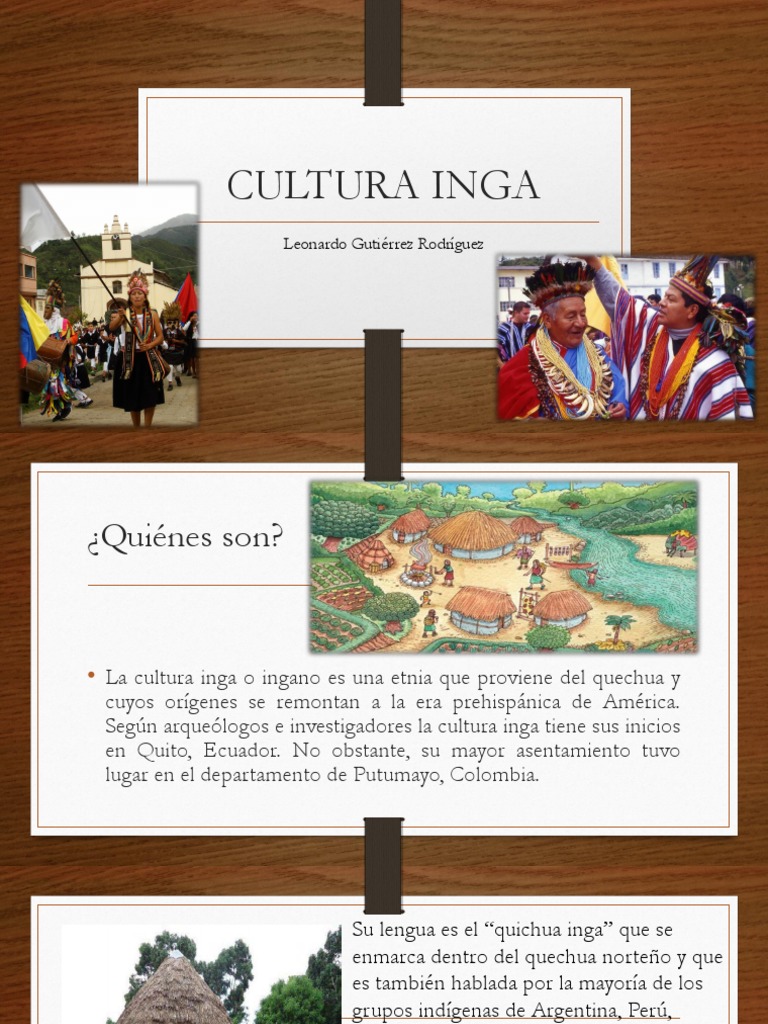 CULTURA INGA
Leonardo Gutiérrez Rodríguez
¿Quiénes son?
• La cultura inga o ingano es una etnia que proviene del quechua y
cuyos orígenes se remontan a la era prehispánica de América.
Según arqueólogos e investigadores la cultura inga tiene sus inicios
en Quito, Ecuador. No obstante, su mayor asentamiento tuvo
lugar en el departamento de Putumayo, Colombia.
Su lengua es el “quichua inga” que se
enmarca dentro del quechua norteño y que
es también hablada por la mayoría de los
grupos indígenas de Argentina, Perú,